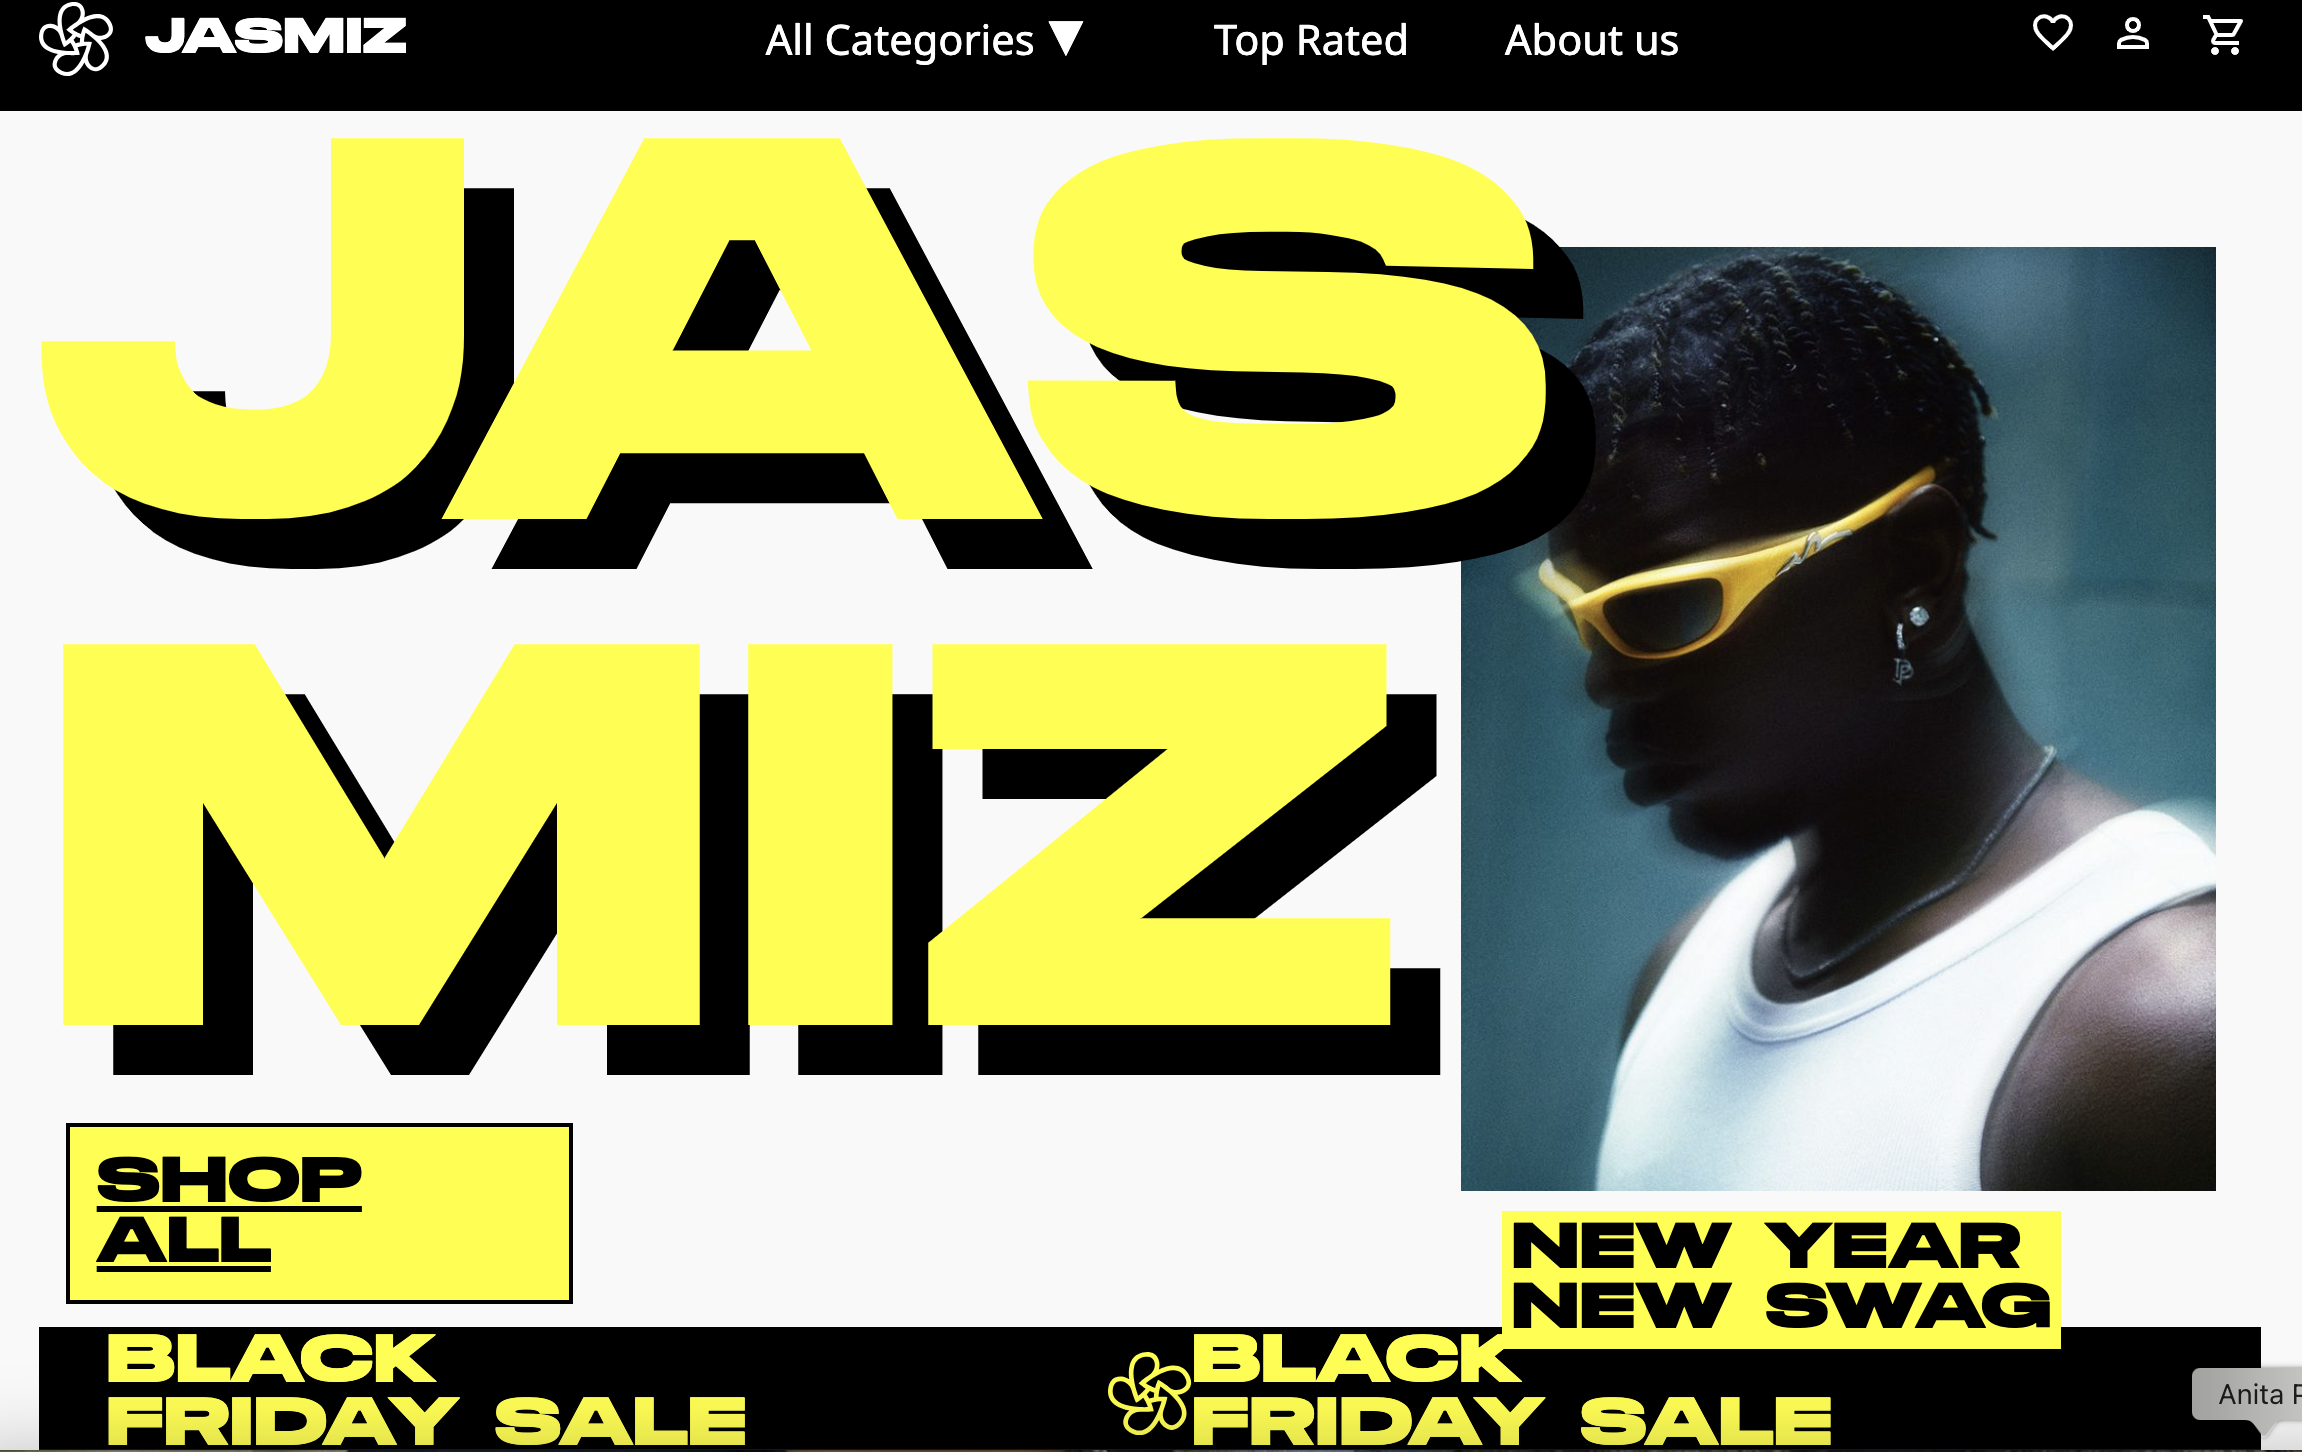 JASMIZ
All Categories ▼
Top Rated
About us
JAS
MIZ
SHOP
ALL
NEW YEAR
NEW SWAG
BLACK
FRIDAY SALE
BLACK
FRIDAY SALE
Anita